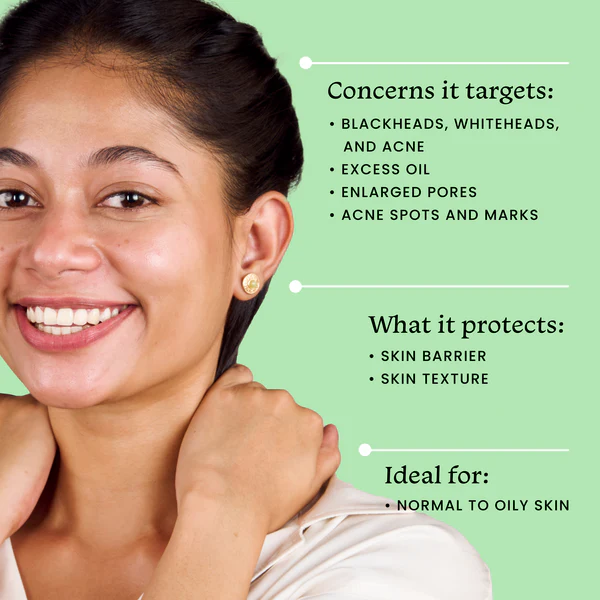 Concerns it targets:
• BLACKHEADS, WHITEHEADS,
AND ACNE
• EXCESS OIL
• ENLARGED PORES
• ACNE SPOTS AND MARKS
What it protects:
• SKIN BARRIER
• SKIN TEXTURE
Ideal for:
• NORMAL TO OILY SKIN